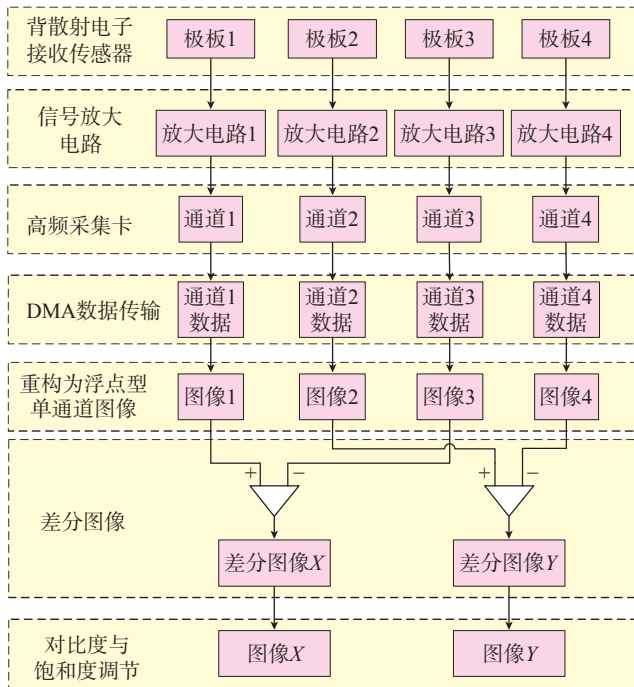 背散射电子
接收传感器
极板1
极板2
极板3
极板4
信号放大
电路
放大电路1
放大电路2
放大电路3
放大电路4
高频采集卡
通道1
通道2
通道3
通道4
DMA数据传输
通道1
数据
通道2
数据
通道3
数据
通道4
数据
重构为浮点型
单通道图像
图像1
图像2
图像3
图像4
差分图像
+
−
+
−
差分图像X
差分图像Y
对比度与
饱和度调节
图像X
图像Y